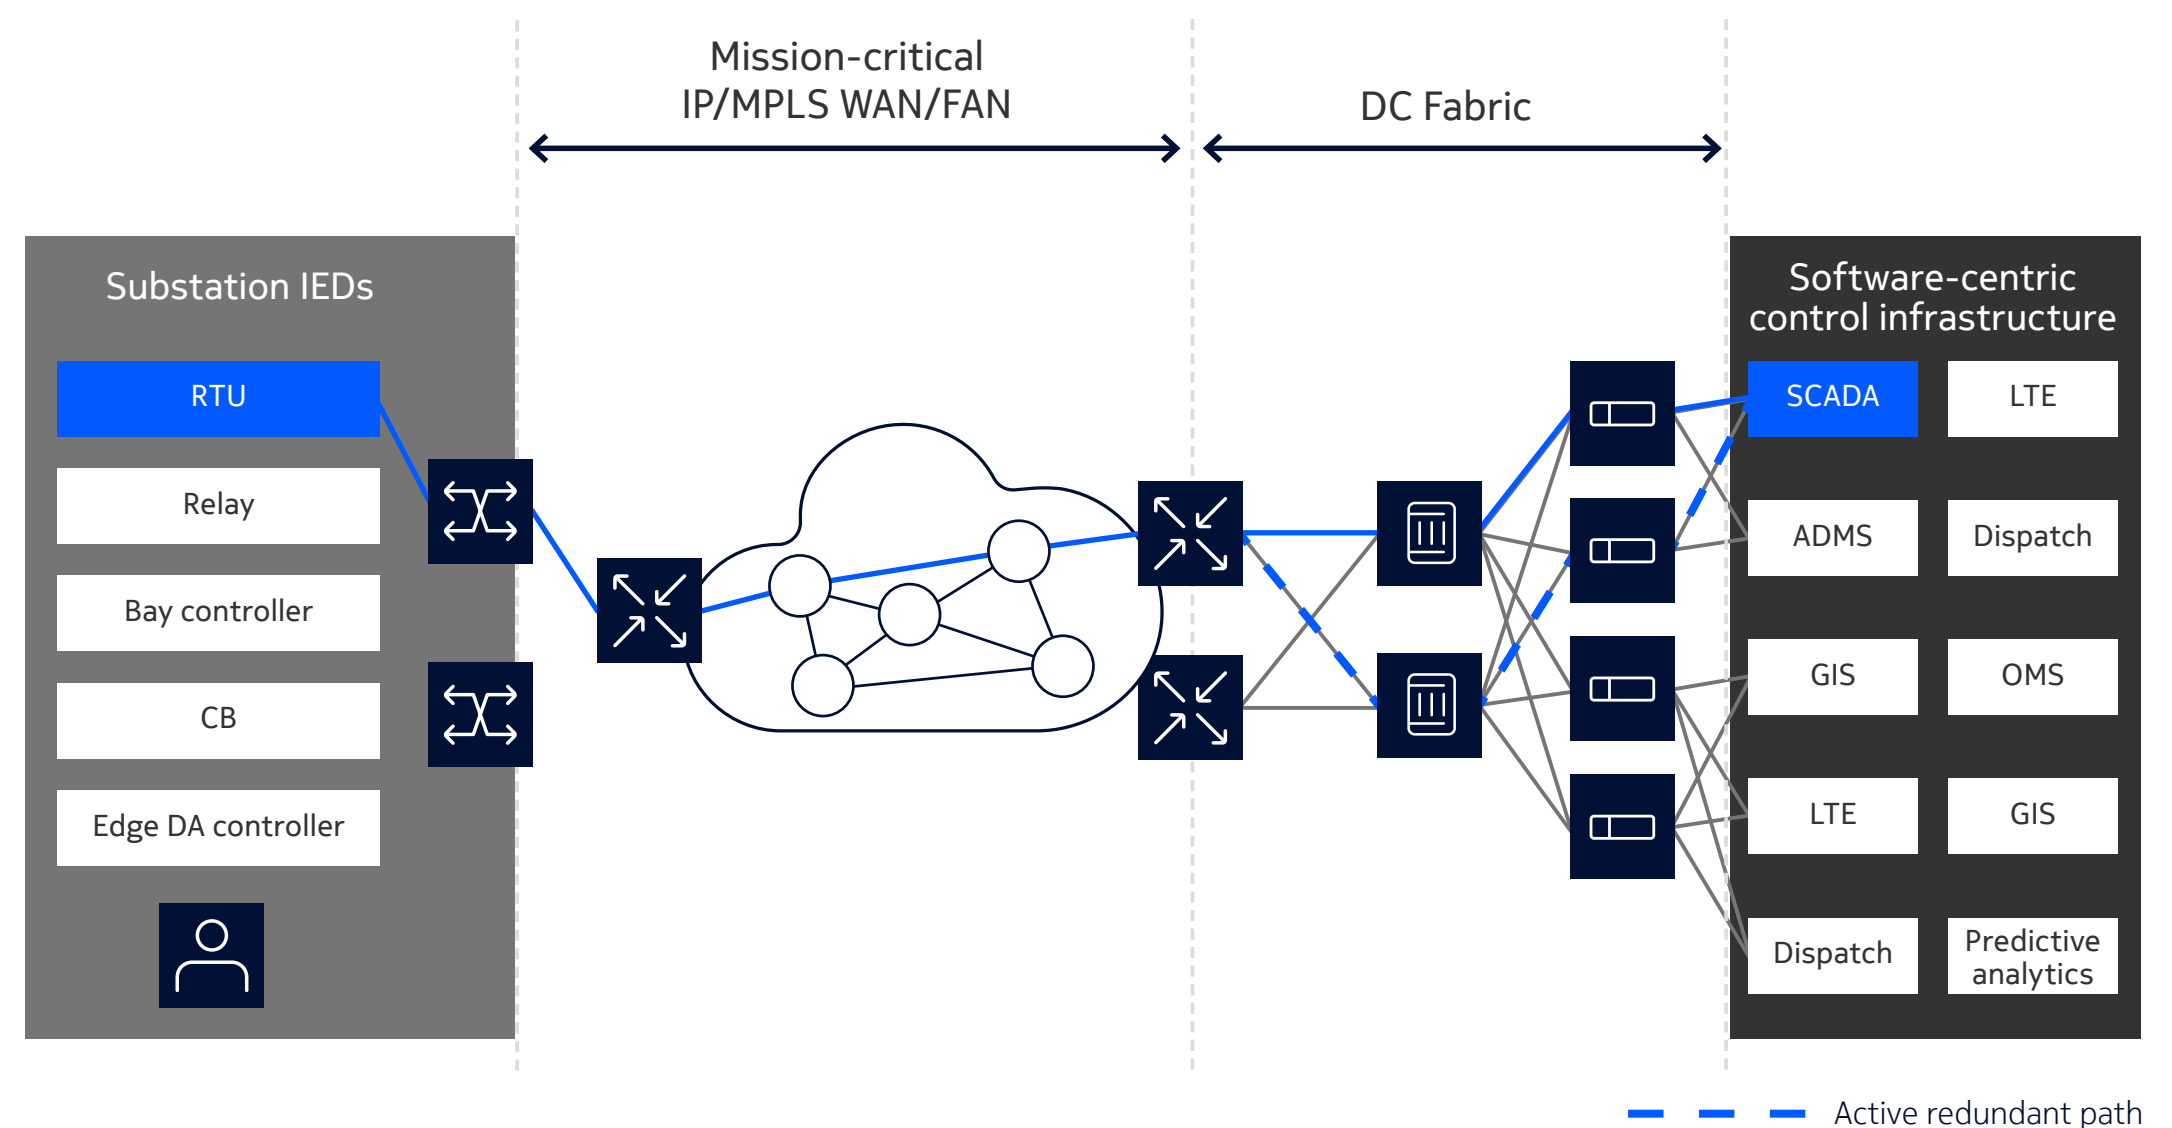 Mission-critical
IP/MPLS WAN/FAN
DC Fabric
Substation IEDs
RTU
Relay
Bay controller
CB
Edge DA controller
Software-centric
control infrastructure
SCADA
LTE
ADMS
Dispatch
GIS
OMS
LTE
GIS
Dispatch
Predictive
analytics
Active redundant path